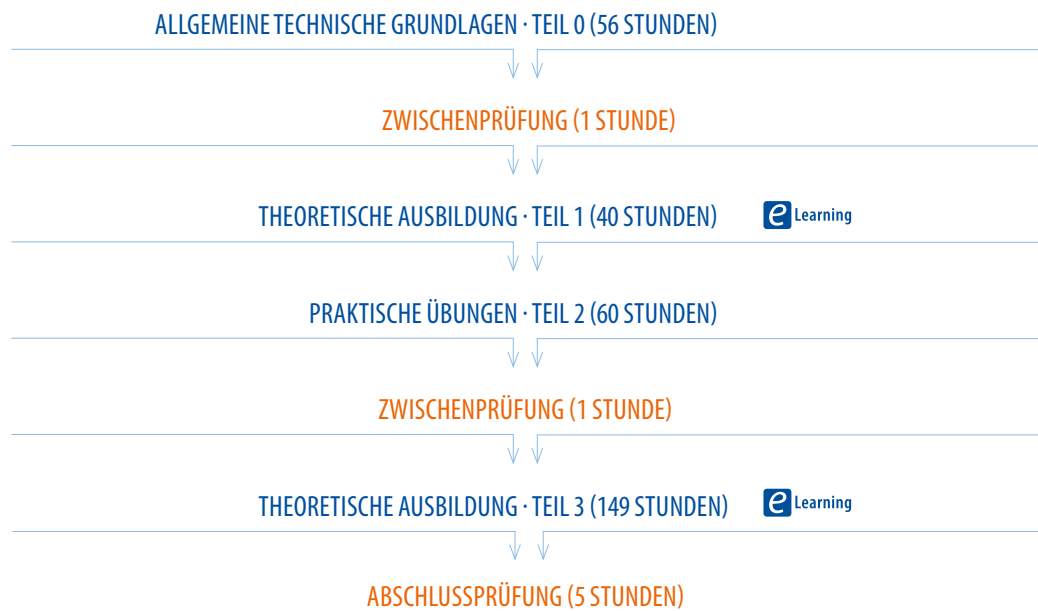 ALLGEMEINE TECHNISCHE GRUNDLAGEN · TEIL 0 (56 STUNDEN)
ZWISCHENPRÜFUNG (1 STUNDE)
THEORETISCHE AUSBILDUNG · TEIL 1 (40 STUNDEN) e Learning
PRAKTISCHE ÜBUNGEN · TEIL 2 (60 STUNDEN)
ZWISCHENPRÜFUNG (1 STUNDE)
THEORETISCHE AUSBILDUNG · TEIL 3 (149 STUNDEN) e Learning
ABSCHLUSSPRÜFUNG (5 STUNDEN)